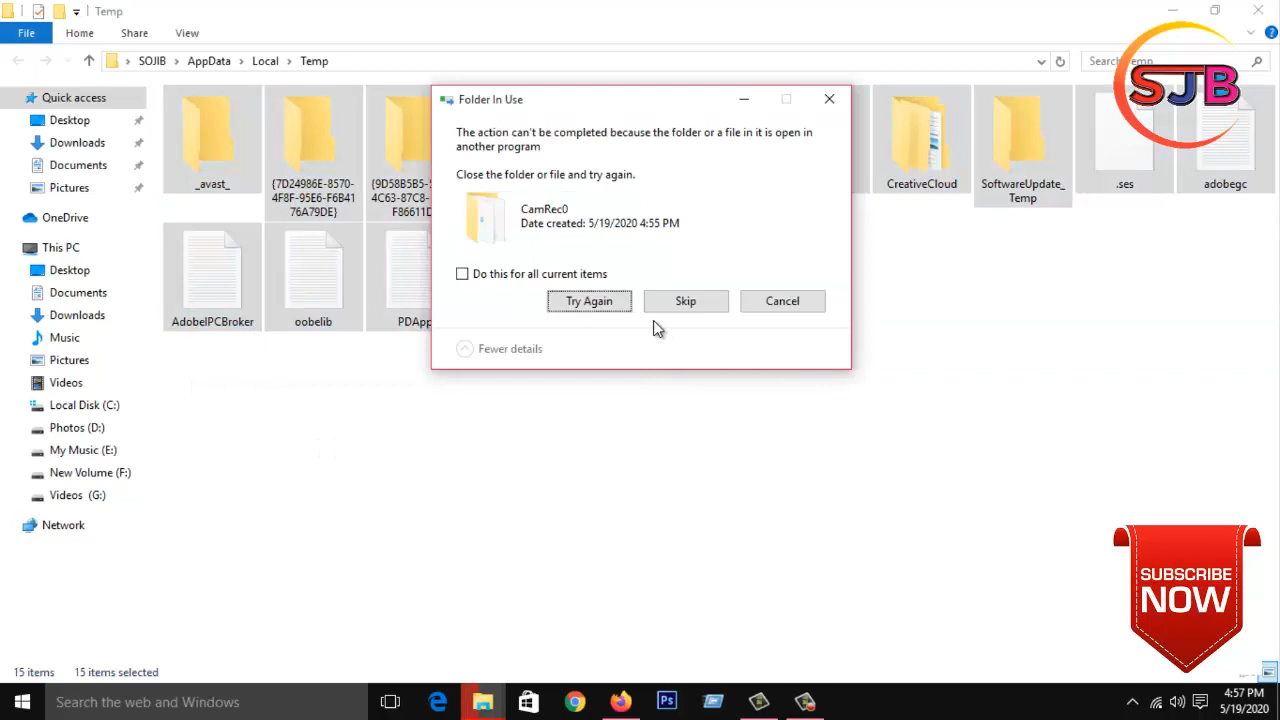 Temp
File
Home
Share
View
SOJIB
AppData
Local
Temp
Search Temp
SJB
Quick access
Desktop
Downloads
Documents
Pictures
OneDrive
This PC
Desktop
Documents
Downloads
Music
Pictures
Videos
Local Disk (C:)
Photos (D:)
My Music (E:)
New Volume (F:)
Videos (G:)
Network
_avast_
{7D24986E-8570-
4F8F-95E6-F6B41
76A79DE}
{9D58B5B5-
4C63-87C8-
F86611D
CreativeCloud
SoftwareUpdate_
Temp
.ses
adobegc
AdobeIPCBroker
oobelib
PDApp
Folder In Use
The action can't be completed because the folder or a file in it is open in
another program
Close the folder or file and try again.
CamRec0
Date created: 5/19/2020 4:55 PM
Do this for all current items
Try Again
Skip
Cancel
Fewer details
SUBSCRIBE
NOW
15 items
15 items selected
Search the web and Windows
Ps
4:57 PM
5/19/2020